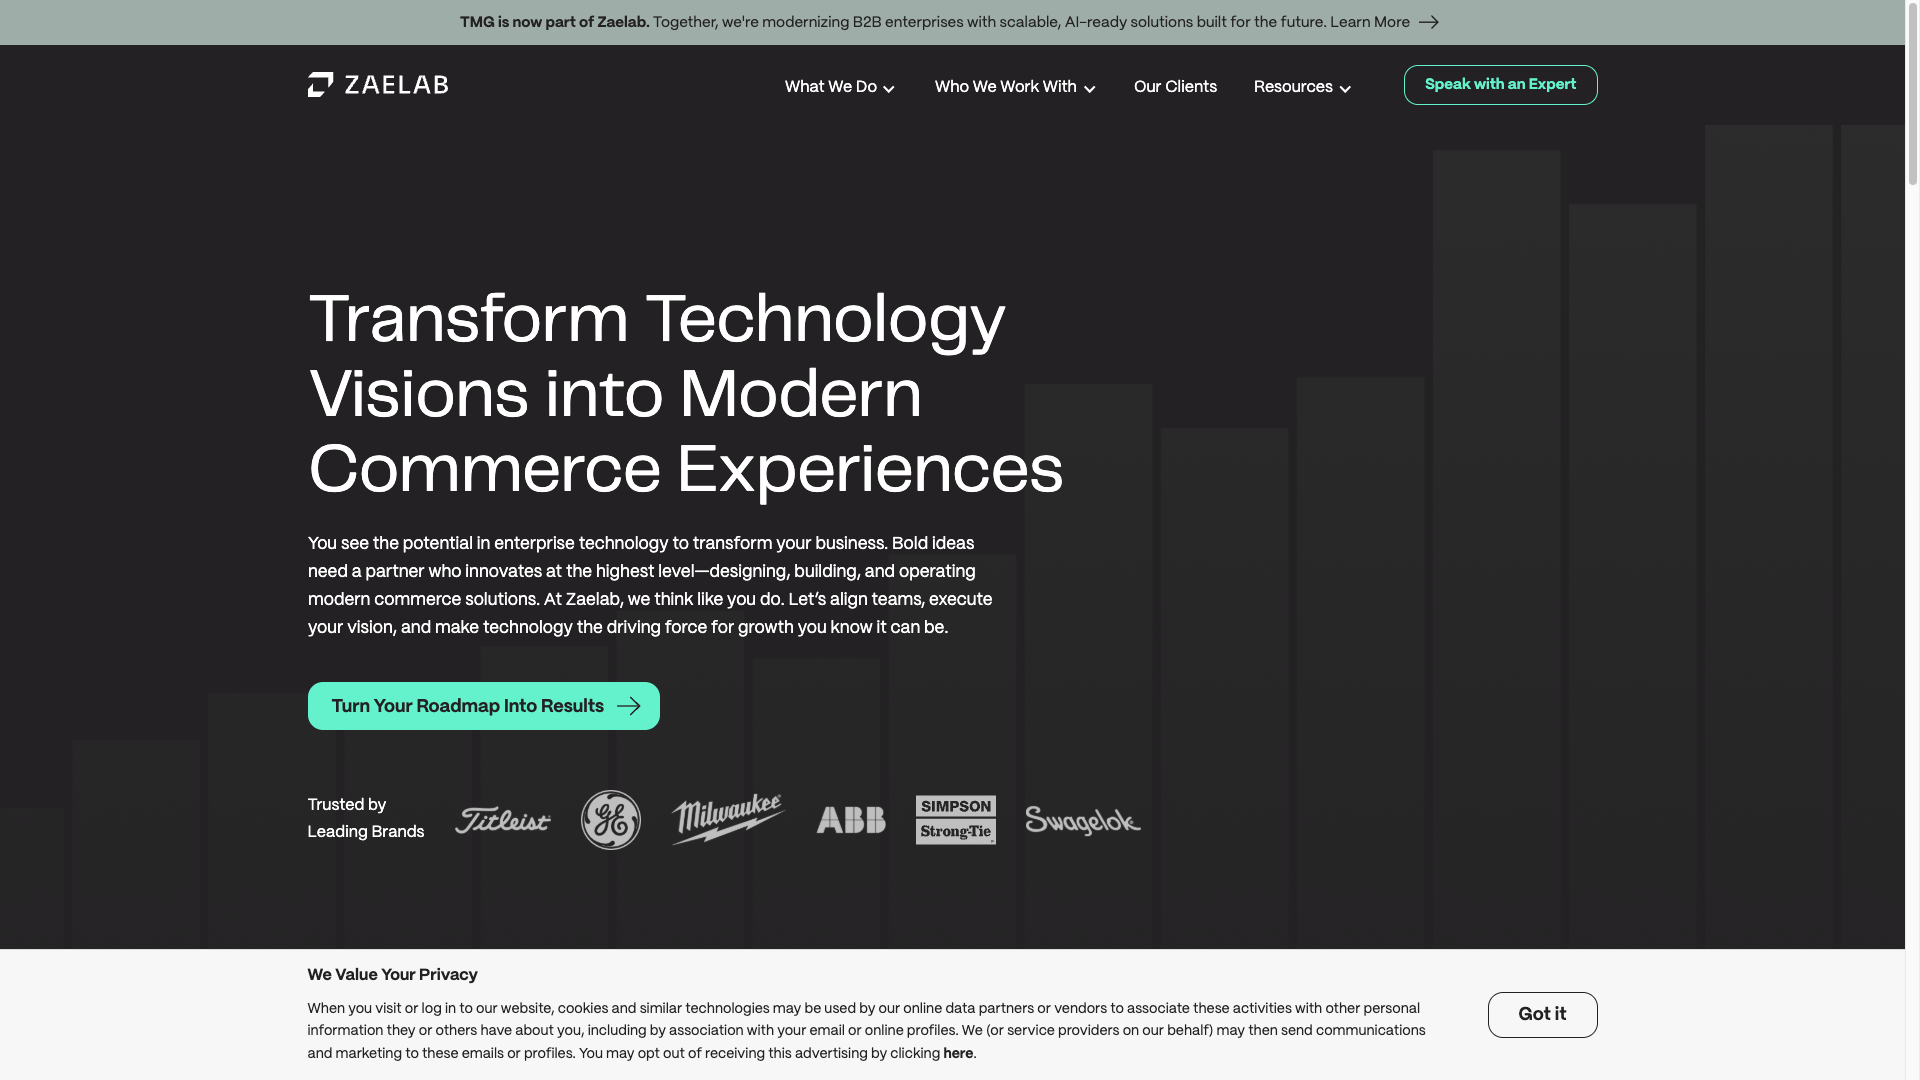 TMG is now part of Zaelab. Together, we're modernizing B2B enterprises with scalable, AI-ready solutions built for the future. Learn More
ZAELAB
What We Do
Who We Work With
Our Clients
Resources
Speak with an Expert
Transform Technology
Visions into Modern
Commerce Experiences
You see the potential in enterprise technology to transform your business. Bold ideas
need a partner who innovates at the highest level—designing, building, and operating
modern commerce solutions. At Zaelab, we think like you do. Let’s align teams, execute
your vision, and make technology the driving force for growth you know it can be.
Turn Your Roadmap Into Results
Trusted by
Leading Brands
Titleist
GE
Milwaukee
ABB
SIMPSON
Strong-Tie
Swagelok
We Value Your Privacy
When you visit or log in to our website, cookies and similar technologies may be used by our online data partners or vendors to associate these activities with other personal
information they or others have about you, including by association with your email or online profiles. We (or service providers on our behalf) may then send communications
and marketing to these emails or profiles. You may opt out of receiving this advertising by clicking here.
Got it